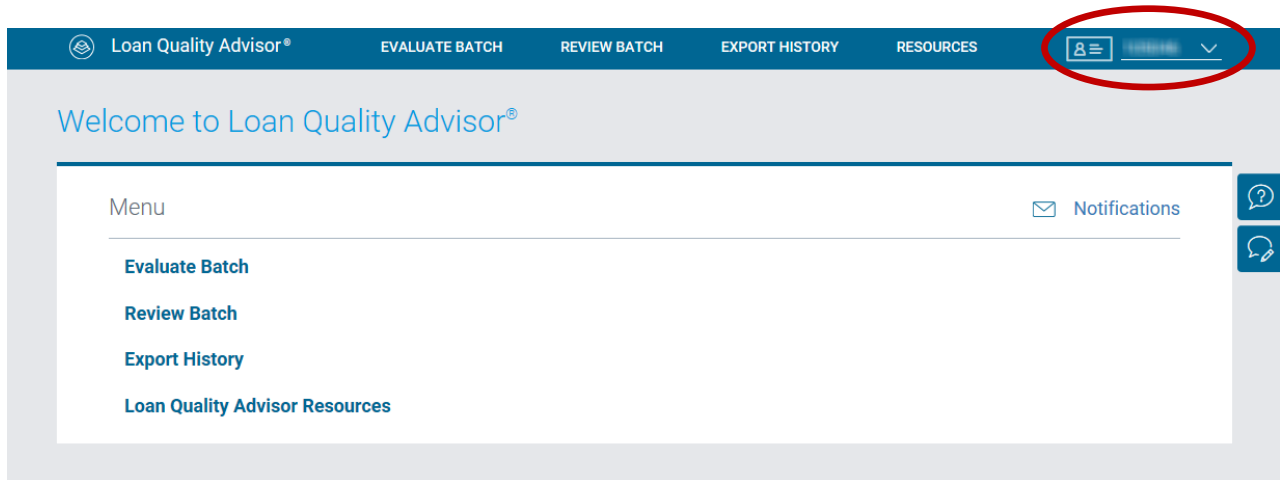 Loan Quality Advisor® EVALUATE BATCH REVIEW BATCH EXPORT HISTORY RESOURCES
Welcome to Loan Quality Advisor®
Menu Notifications
Evaluate Batch
Review Batch
Export History
Loan Quality Advisor Resources